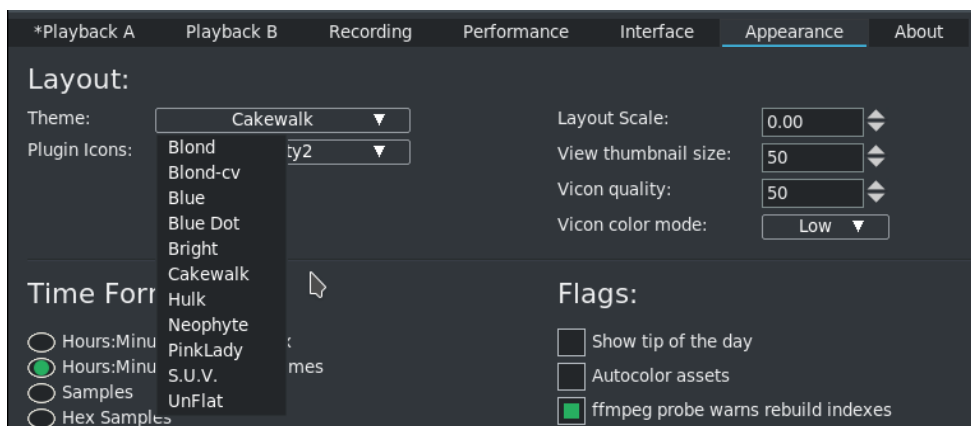 *Playback A Playback B Recording Performance Interface Appearance About
Layout:
Theme: Cakewalk
Plugin Icons: ty2
Blond
Blond-cv
Blue
Blue Dot
Bright
Cakewalk
Hulk
Neophyte
PinkLady
S.U.V.
UnFlat
Layout Scale: 0.00
View thumbnail size: 50
Vicon quality: 50
Vicon color mode: Low
Time For
Hours:Minu x
Hours:Minu mes
Samples
Hex Samples
Flags:
Show tip of the day
Autocolor assets
ffmpeg probe warns rebuild indexes